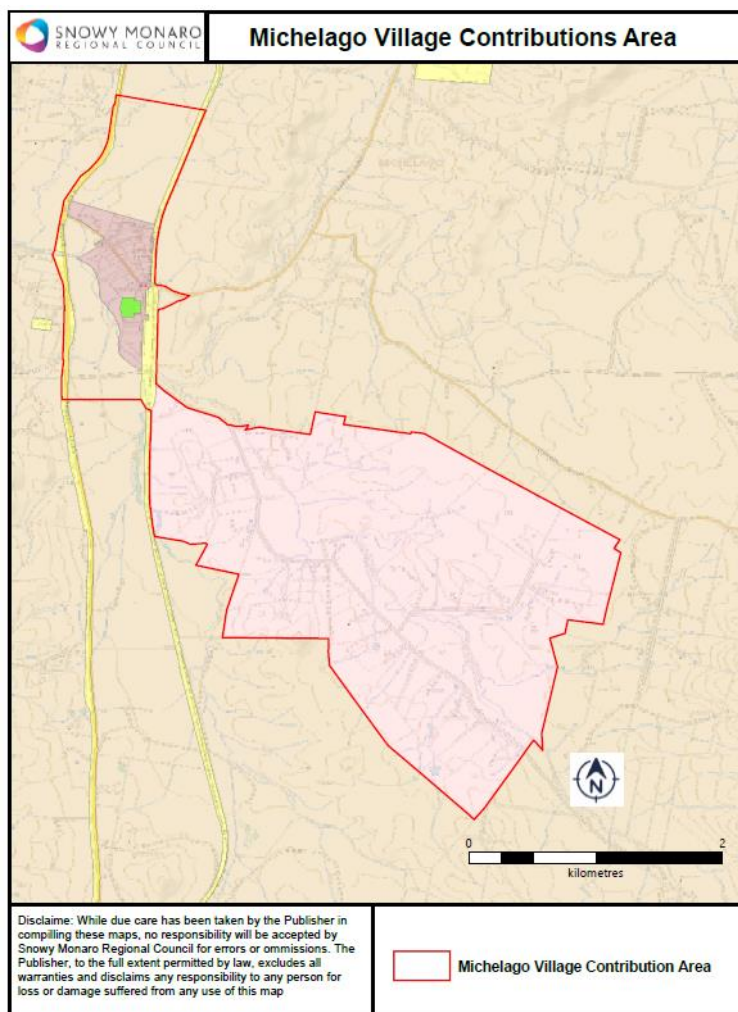 SNOWY MONARO
REGIONAL COUNCIL
Michelago Village Contributions Area
MICHELAGO
N
0 2
kilometres
Disclaime: While due care has been taken by the Publisher in
compilling these maps, no responsibility will be accepted by
Snowy Monaro Regional Council for errors or ommissions. The
Publisher, to the full extent permitted by law, excludes all
warranties and disclaims any responsibility to any person for
loss or damage suffered from any use of this map
Michelago Village Contribution Area